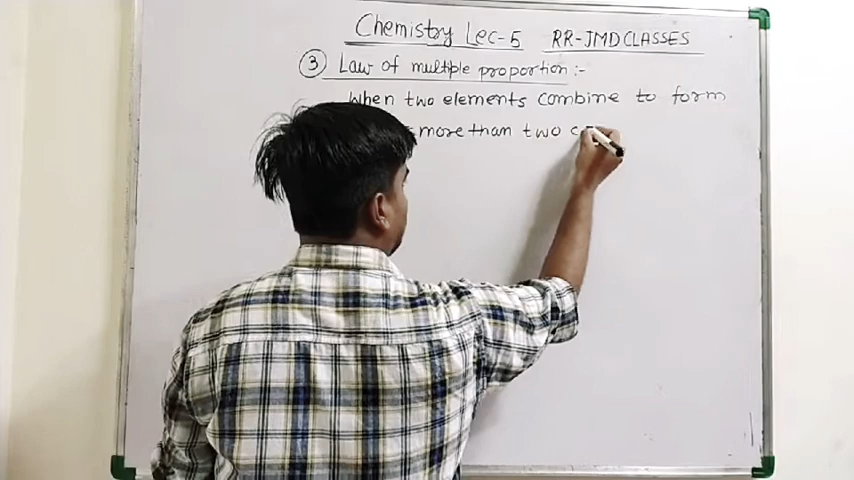 Chemistry Lec-5 RR-JMD CLASSES
3 Law of multiple proportion :-
When two elements combine to form
more than two